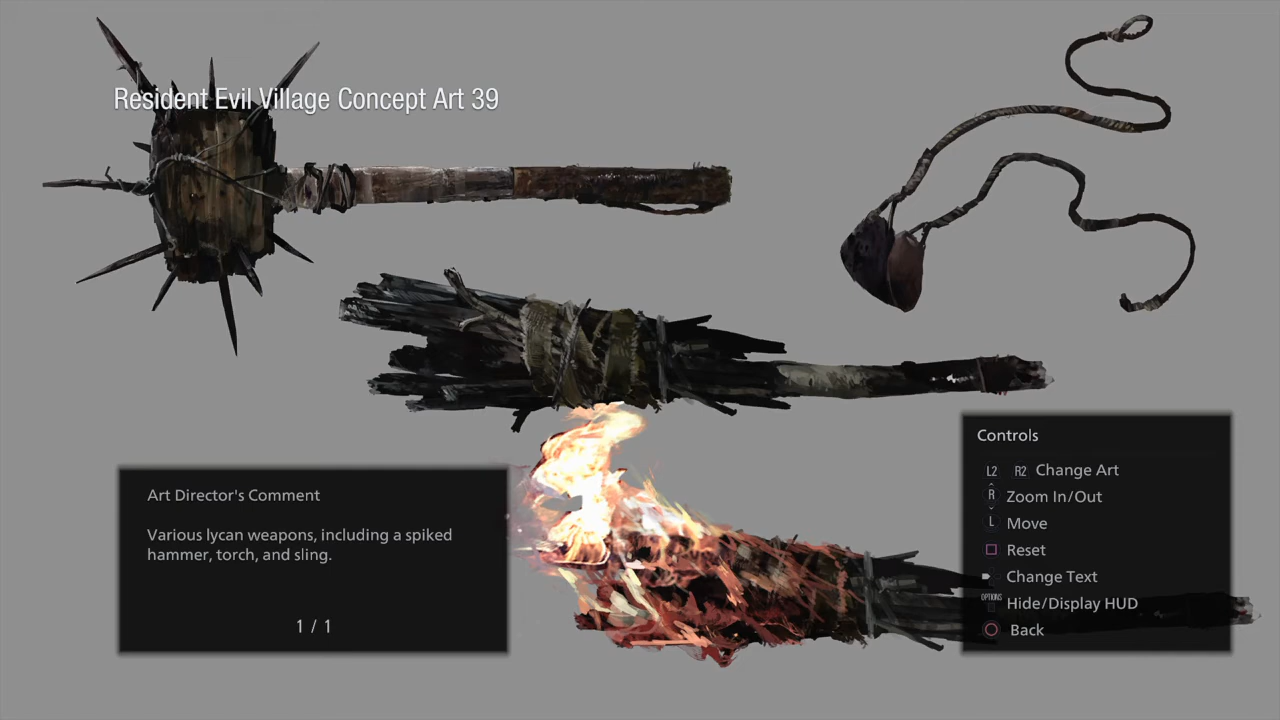 Resident Evil Village Concept Art 39
Art Director's Comment
Various lycan weapons, including a spiked
hammer, torch, and sling.
1 / 1
Controls
L2 R2 Change Art
R Zoom In/Out
L Move
Reset
Change Text
OPTIONS Hide/Display HUD
Back